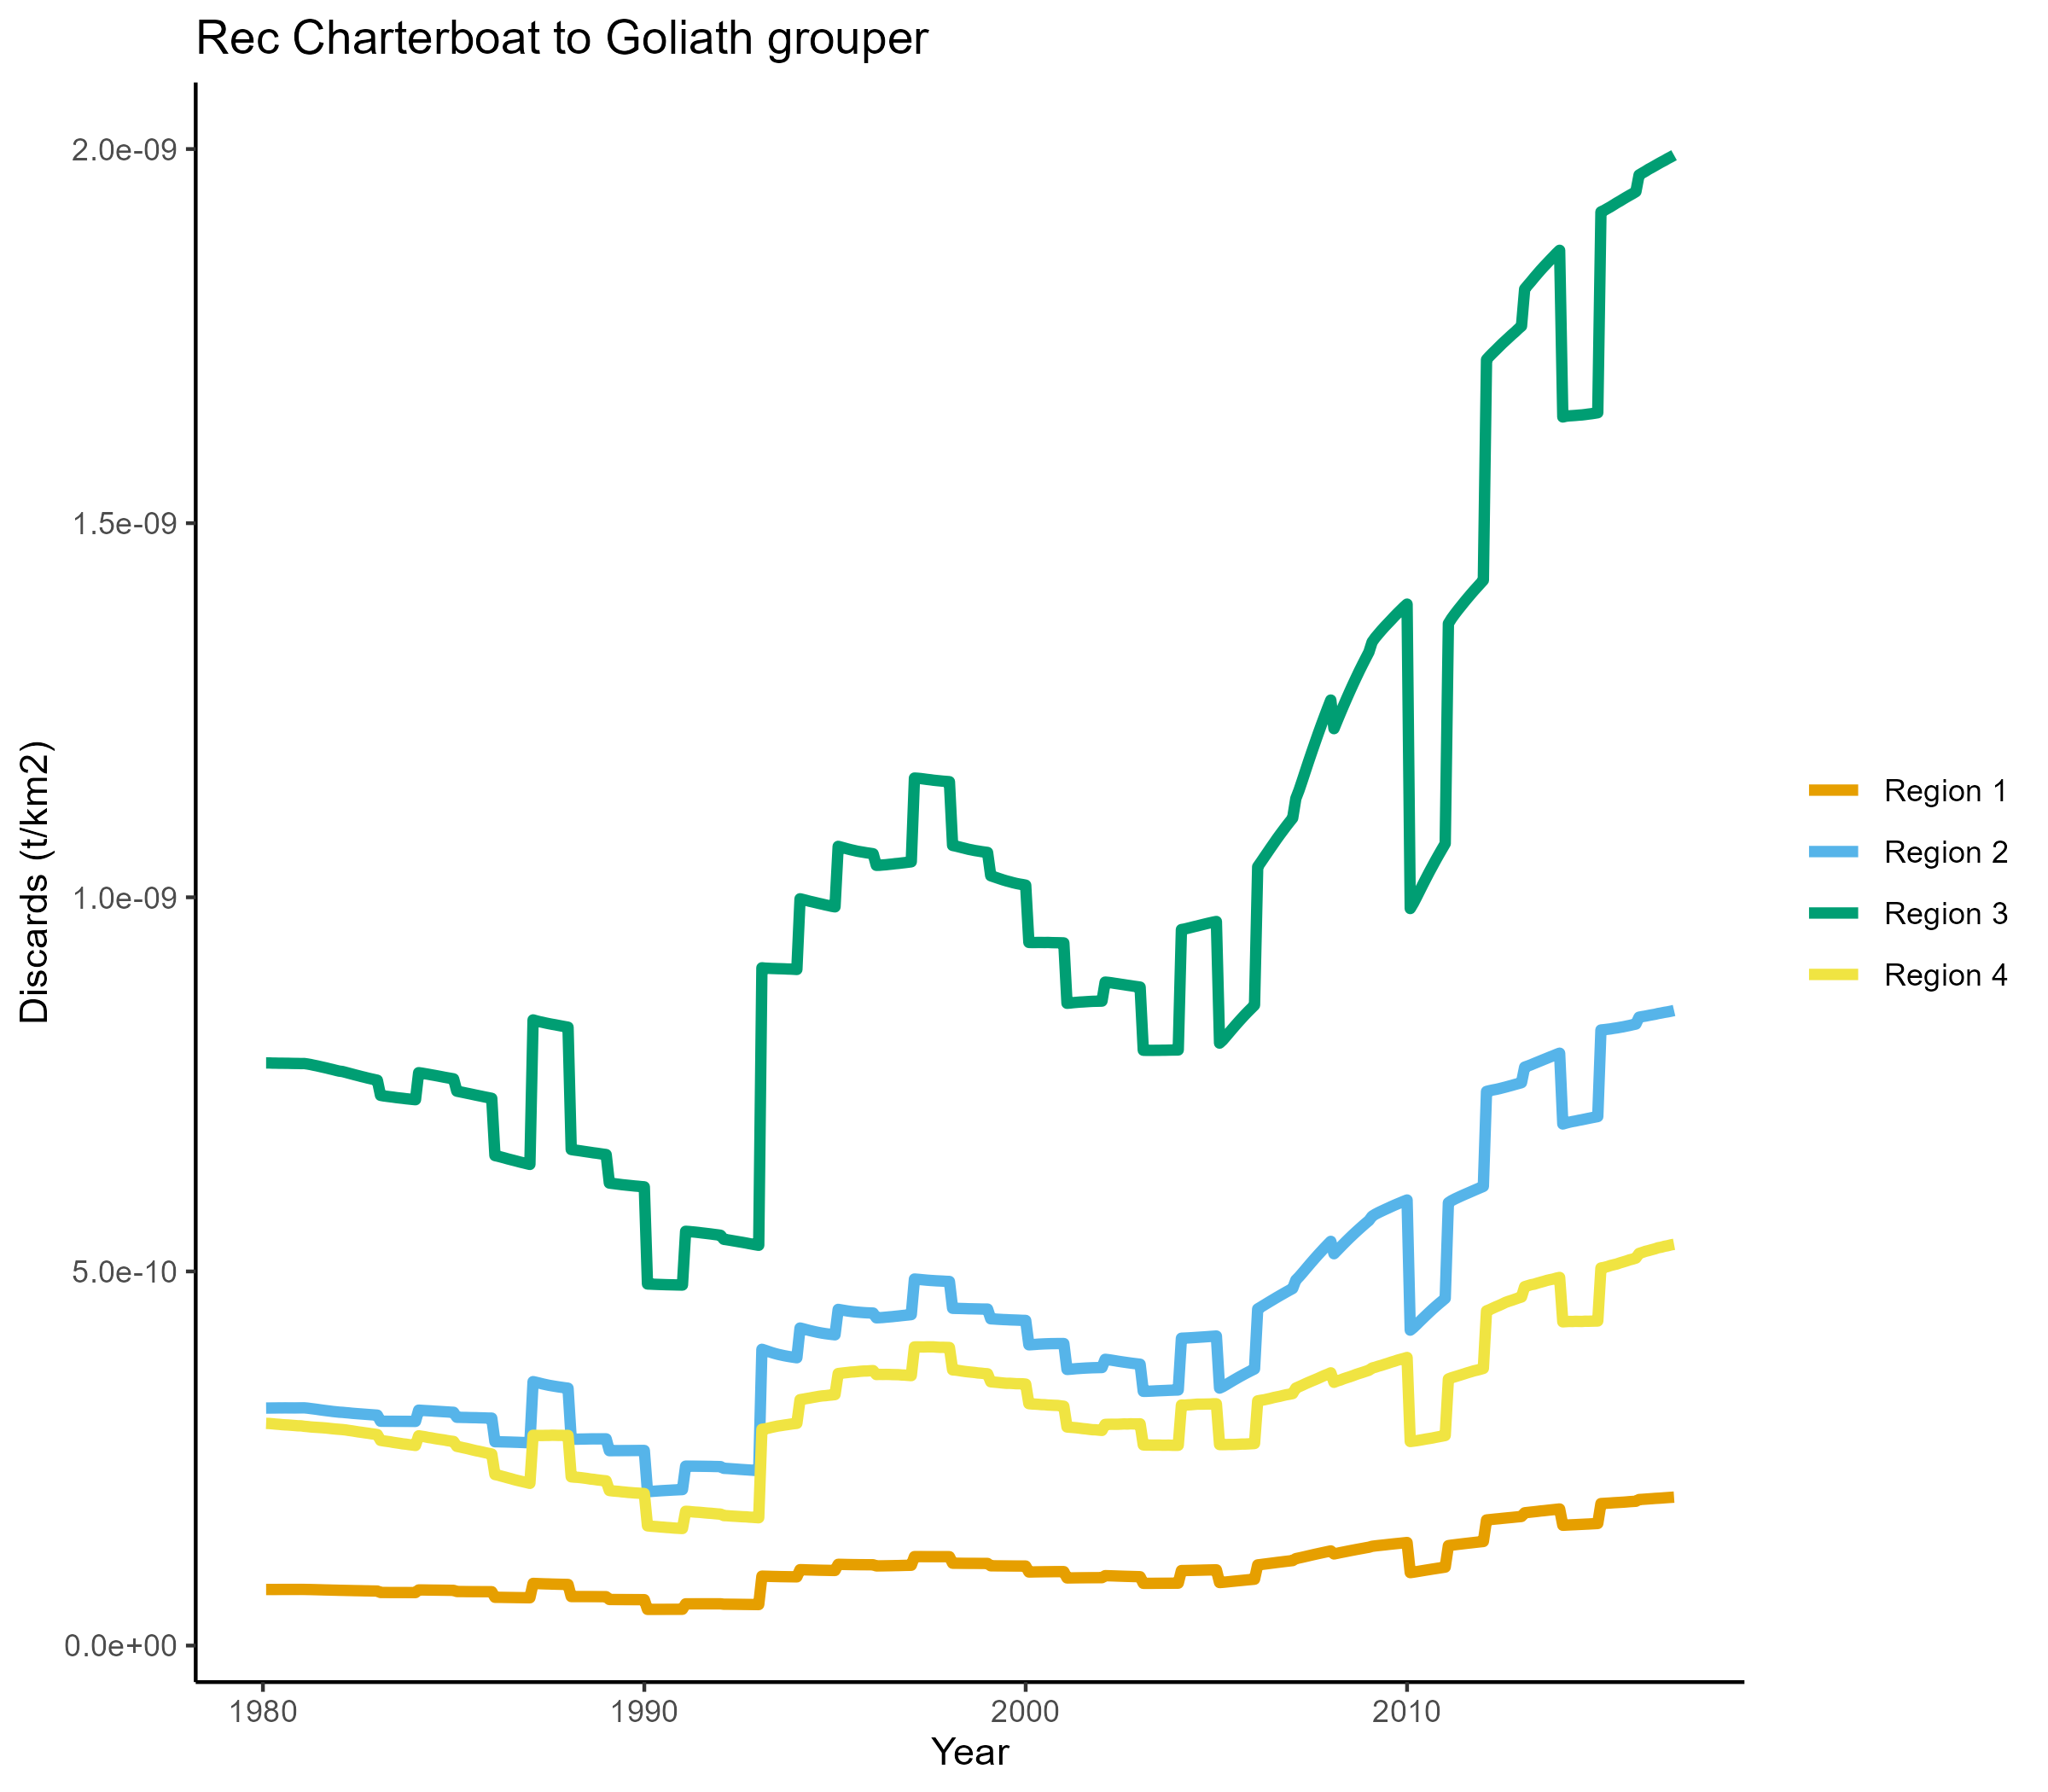 Rec Charterboat to Goliath grouper
Discards (t/km2)
2.0e-09
1.5e-09
1.0e-09
5.0e-10
0.0e+00
1980 1990 2000 2010
Year
Region 1
Region 2
Region 3
Region 4